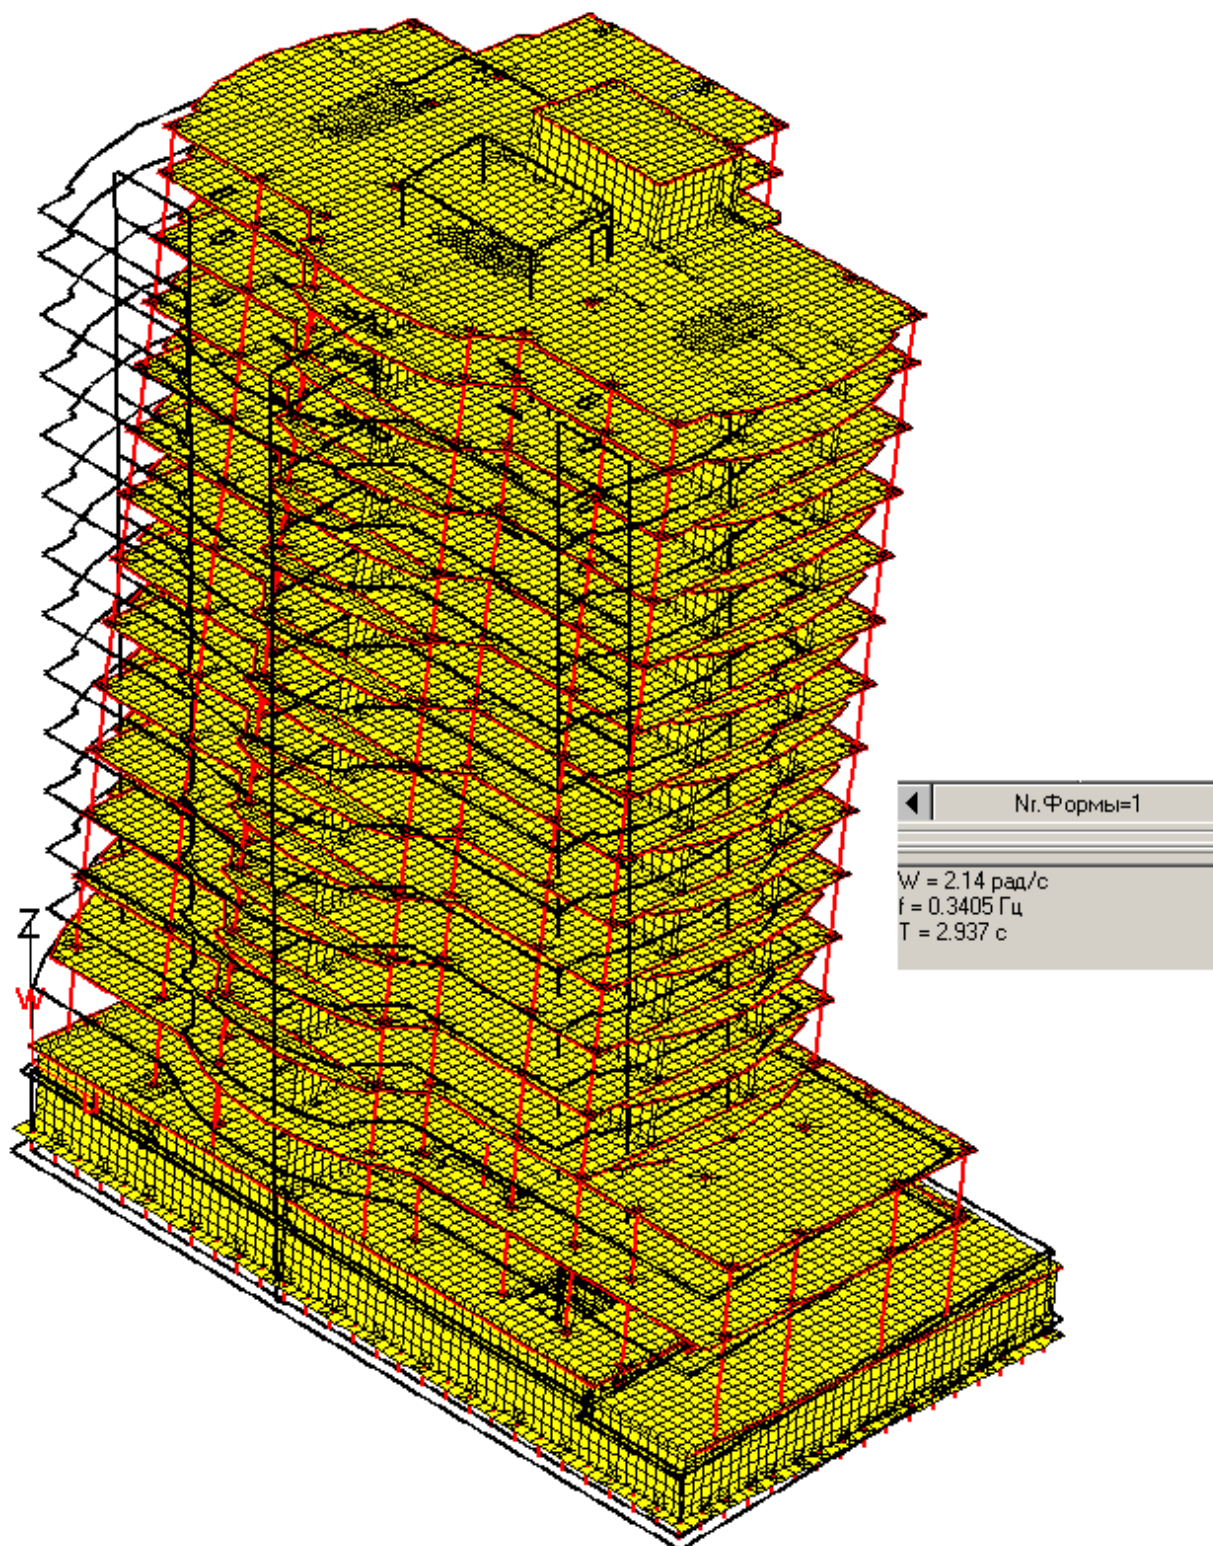 Nr.Формы=1
W = 2.14 рад/с
f = 0.3405 Гц
T = 2.937 с
Z
W
U